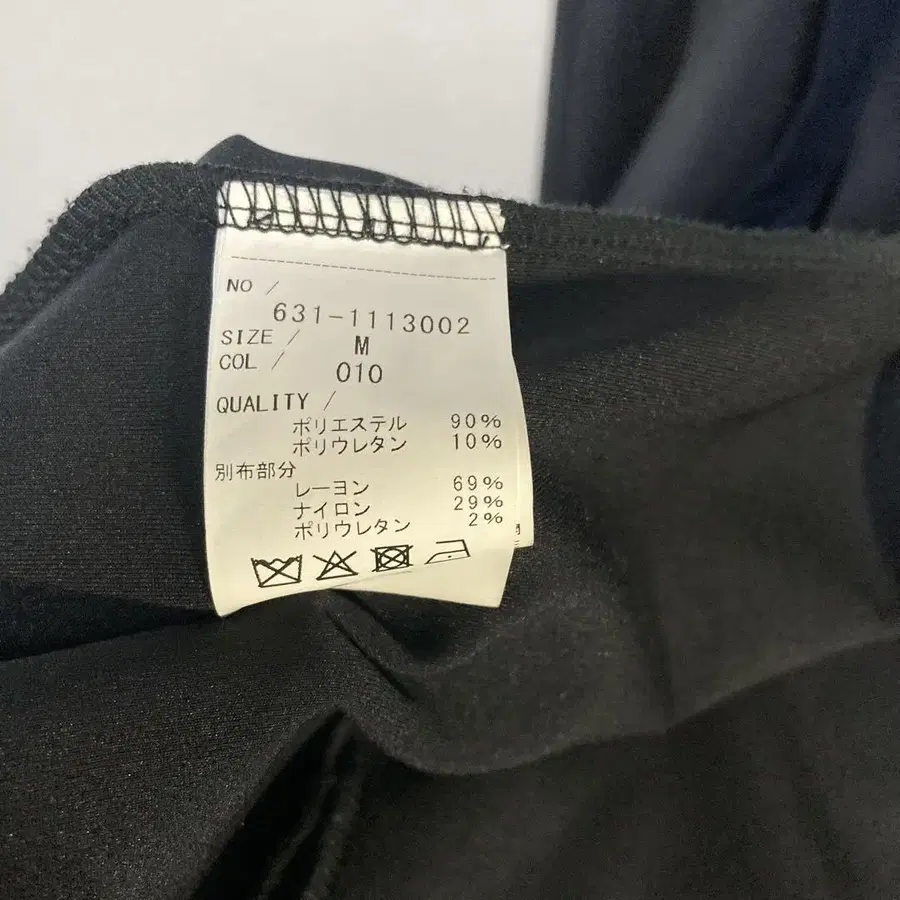 NO /
631-1113002
SIZE / M
COL / 010
QUALITY /
ポリエステル 90%
ポリウレタン 10%
別布部分
レーヨン 69%
ナイロン 29%
ポリウレタン 2%